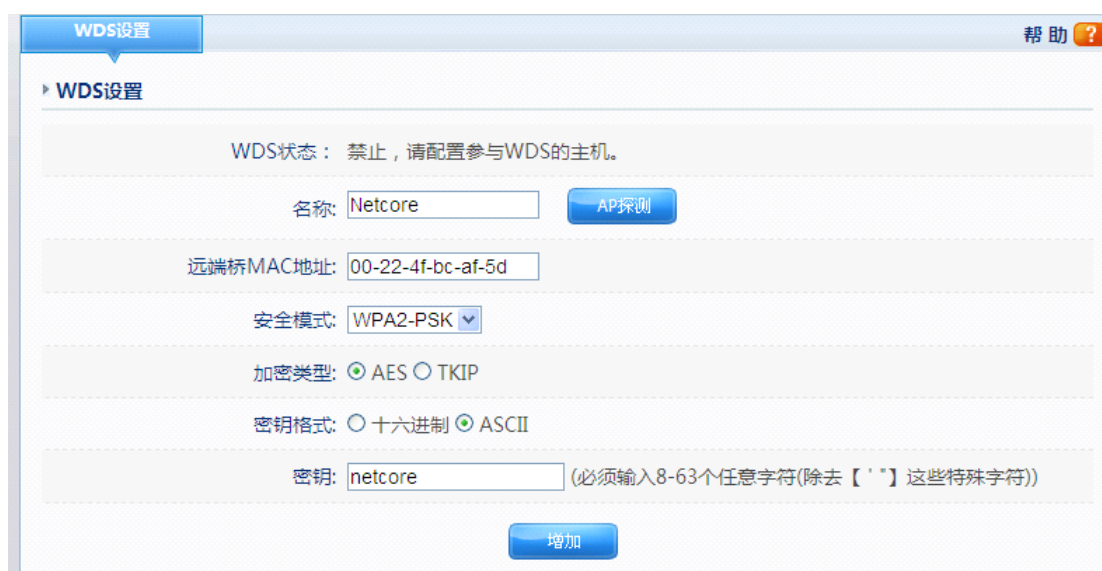 WDS设置
帮 助 ?
WDS设置
WDS状态： 禁止，请配置参与WDS的主机。
名称: Netcore AP探测
远端桥MAC地址: 00-22-4f-bc-af-5d
安全模式: WPA2-PSK
加密类型: AES TKIP
密钥格式: 十六进制 ASCII
密钥: netcore (必须输入8-63个任意字符(除去【 ' "】这些特殊字符))
增加